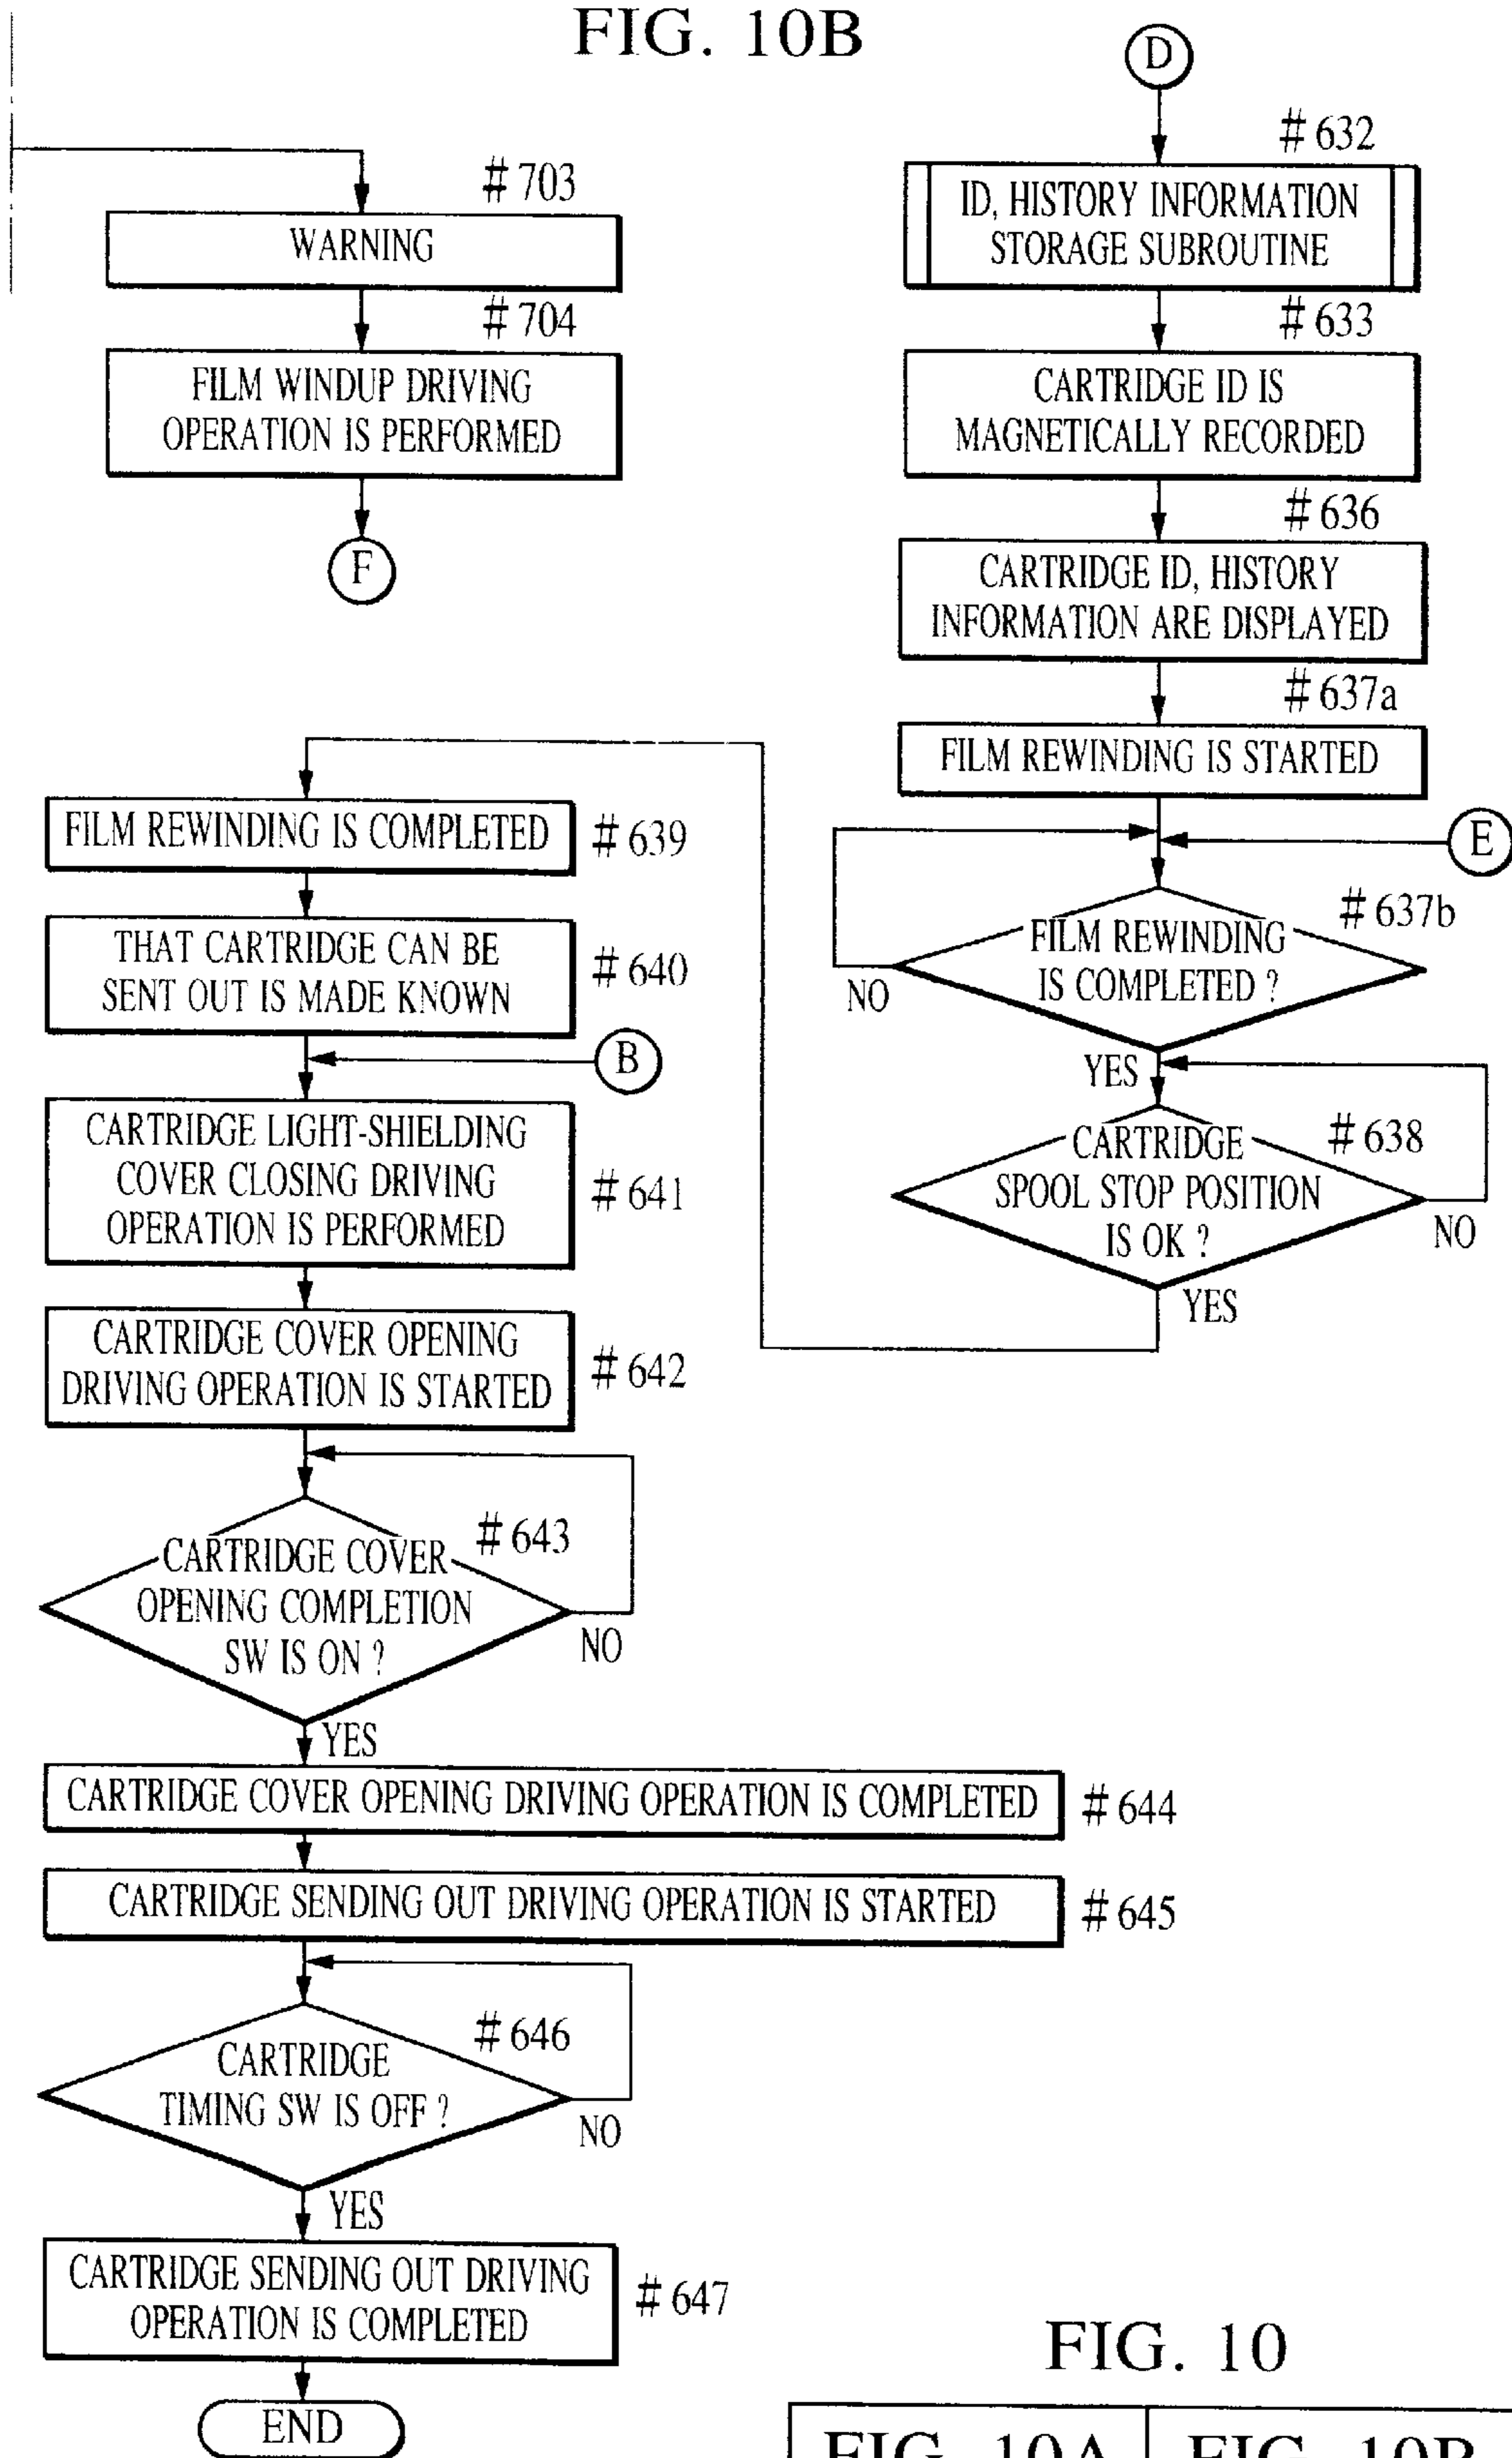 FIG. 10B
D
# 632
ID, HISTORY INFORMATION
STORAGE SUBROUTINE
# 633
CARTRIDGE ID IS
MAGNETICALLY RECORDED
# 636
CARTRIDGE ID, HISTORY
INFORMATION ARE DISPLAYED
# 637a
FILM REWINDING IS STARTED
E
# 637b
FILM REWINDING
IS COMPLETED ?
NO
YES
# 638
CARTRIDGE
SPOOL STOP POSITION
IS OK ?
NO
YES
# 703
WARNING
# 704
FILM WINDUP DRIVING
OPERATION IS PERFORMED
F
FILM REWINDING IS COMPLETED # 639
THAT CARTRIDGE CAN BE
SENT OUT IS MADE KNOWN
# 640
B
CARTRIDGE LIGHT-SHIELDING
COVER CLOSING DRIVING
OPERATION IS PERFORMED
# 641
CARTRIDGE COVER OPENING
DRIVING OPERATION IS STARTED
# 642
# 643
CARTRIDGE COVER
OPENING COMPLETION
SW IS ON ?
NO
YES
CARTRIDGE COVER OPENING DRIVING OPERATION IS COMPLETED # 644
CARTRIDGE SENDING OUT DRIVING OPERATION IS STARTED # 645
# 646
CARTRIDGE
TIMING SW IS OFF ?
NO
YES
CARTRIDGE SENDING OUT DRIVING
OPERATION IS COMPLETED
# 647
END
FIG. 10
FIG. 10A FIG. 10B